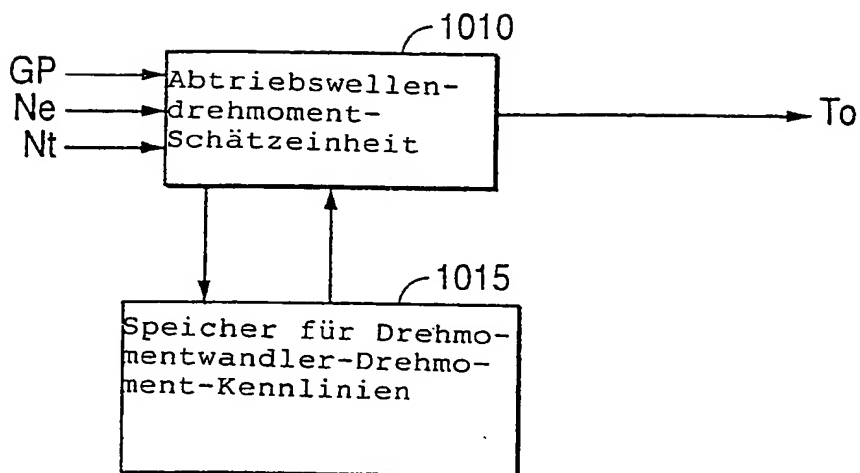 1010
GP
Ne
Nt
Abtriebswellen-
drehmoment-
Schätzeinheit
To
1015
Speicher für Drehmo-
mentwandler-Drehmo-
ment-Kennlinien